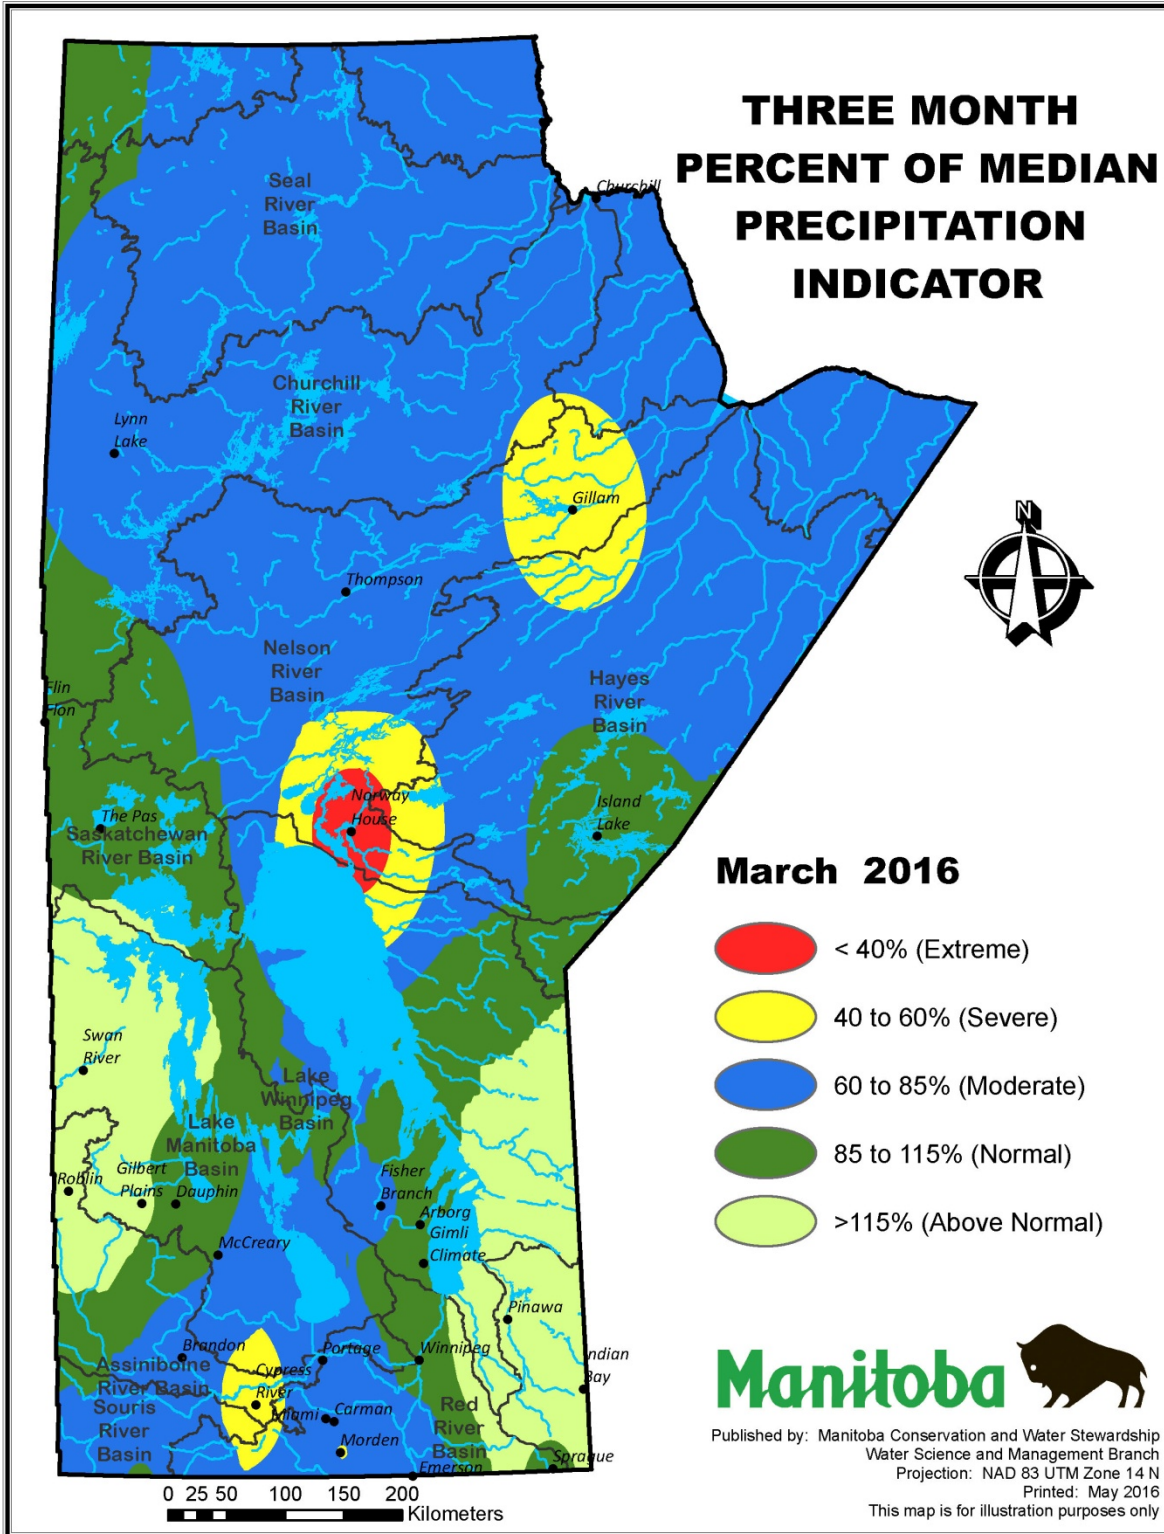 THREE MONTH
PERCENT OF MEDIAN
PRECIPITATION
INDICATOR
Seal
River
Basin
Churchill
Churchill
River
Basin
Lynn
Lake
Gillam
Thompson
Nelson
River
Basin
Hayes
River
Basin
Flin
Flon
Norway
House
Island
Lake
The Pas
Saskatchewan
River Basin
N
March 2016
< 40% (Extreme)
40 to 60% (Severe)
60 to 85% (Moderate)
85 to 115% (Normal)
>115% (Above Normal)
Swan
River
Lake
Winnipeg
Basin
Lake
Manitoba
Basin
Roblin
Gilbert
Plains
Dauphin
Fisher
Branch
Arborg
Gimli
Climate
McCreary
Pinawa
Brandon
Portage
Winnipeg
Indian
Bay
Assiniboine
River Basin
Cypress
River
Souris
River
Basin
Miami
Carman
Morden
Red
River
Basin
Emerson
Sprague
0 25 50 100 150 200
Kilometers
Manitoba
Published by: Manitoba Conservation and Water Stewardship
Water Science and Management Branch
Projection: NAD 83 UTM Zone 14 N
Printed: May 2016
This map is for illustration purposes only